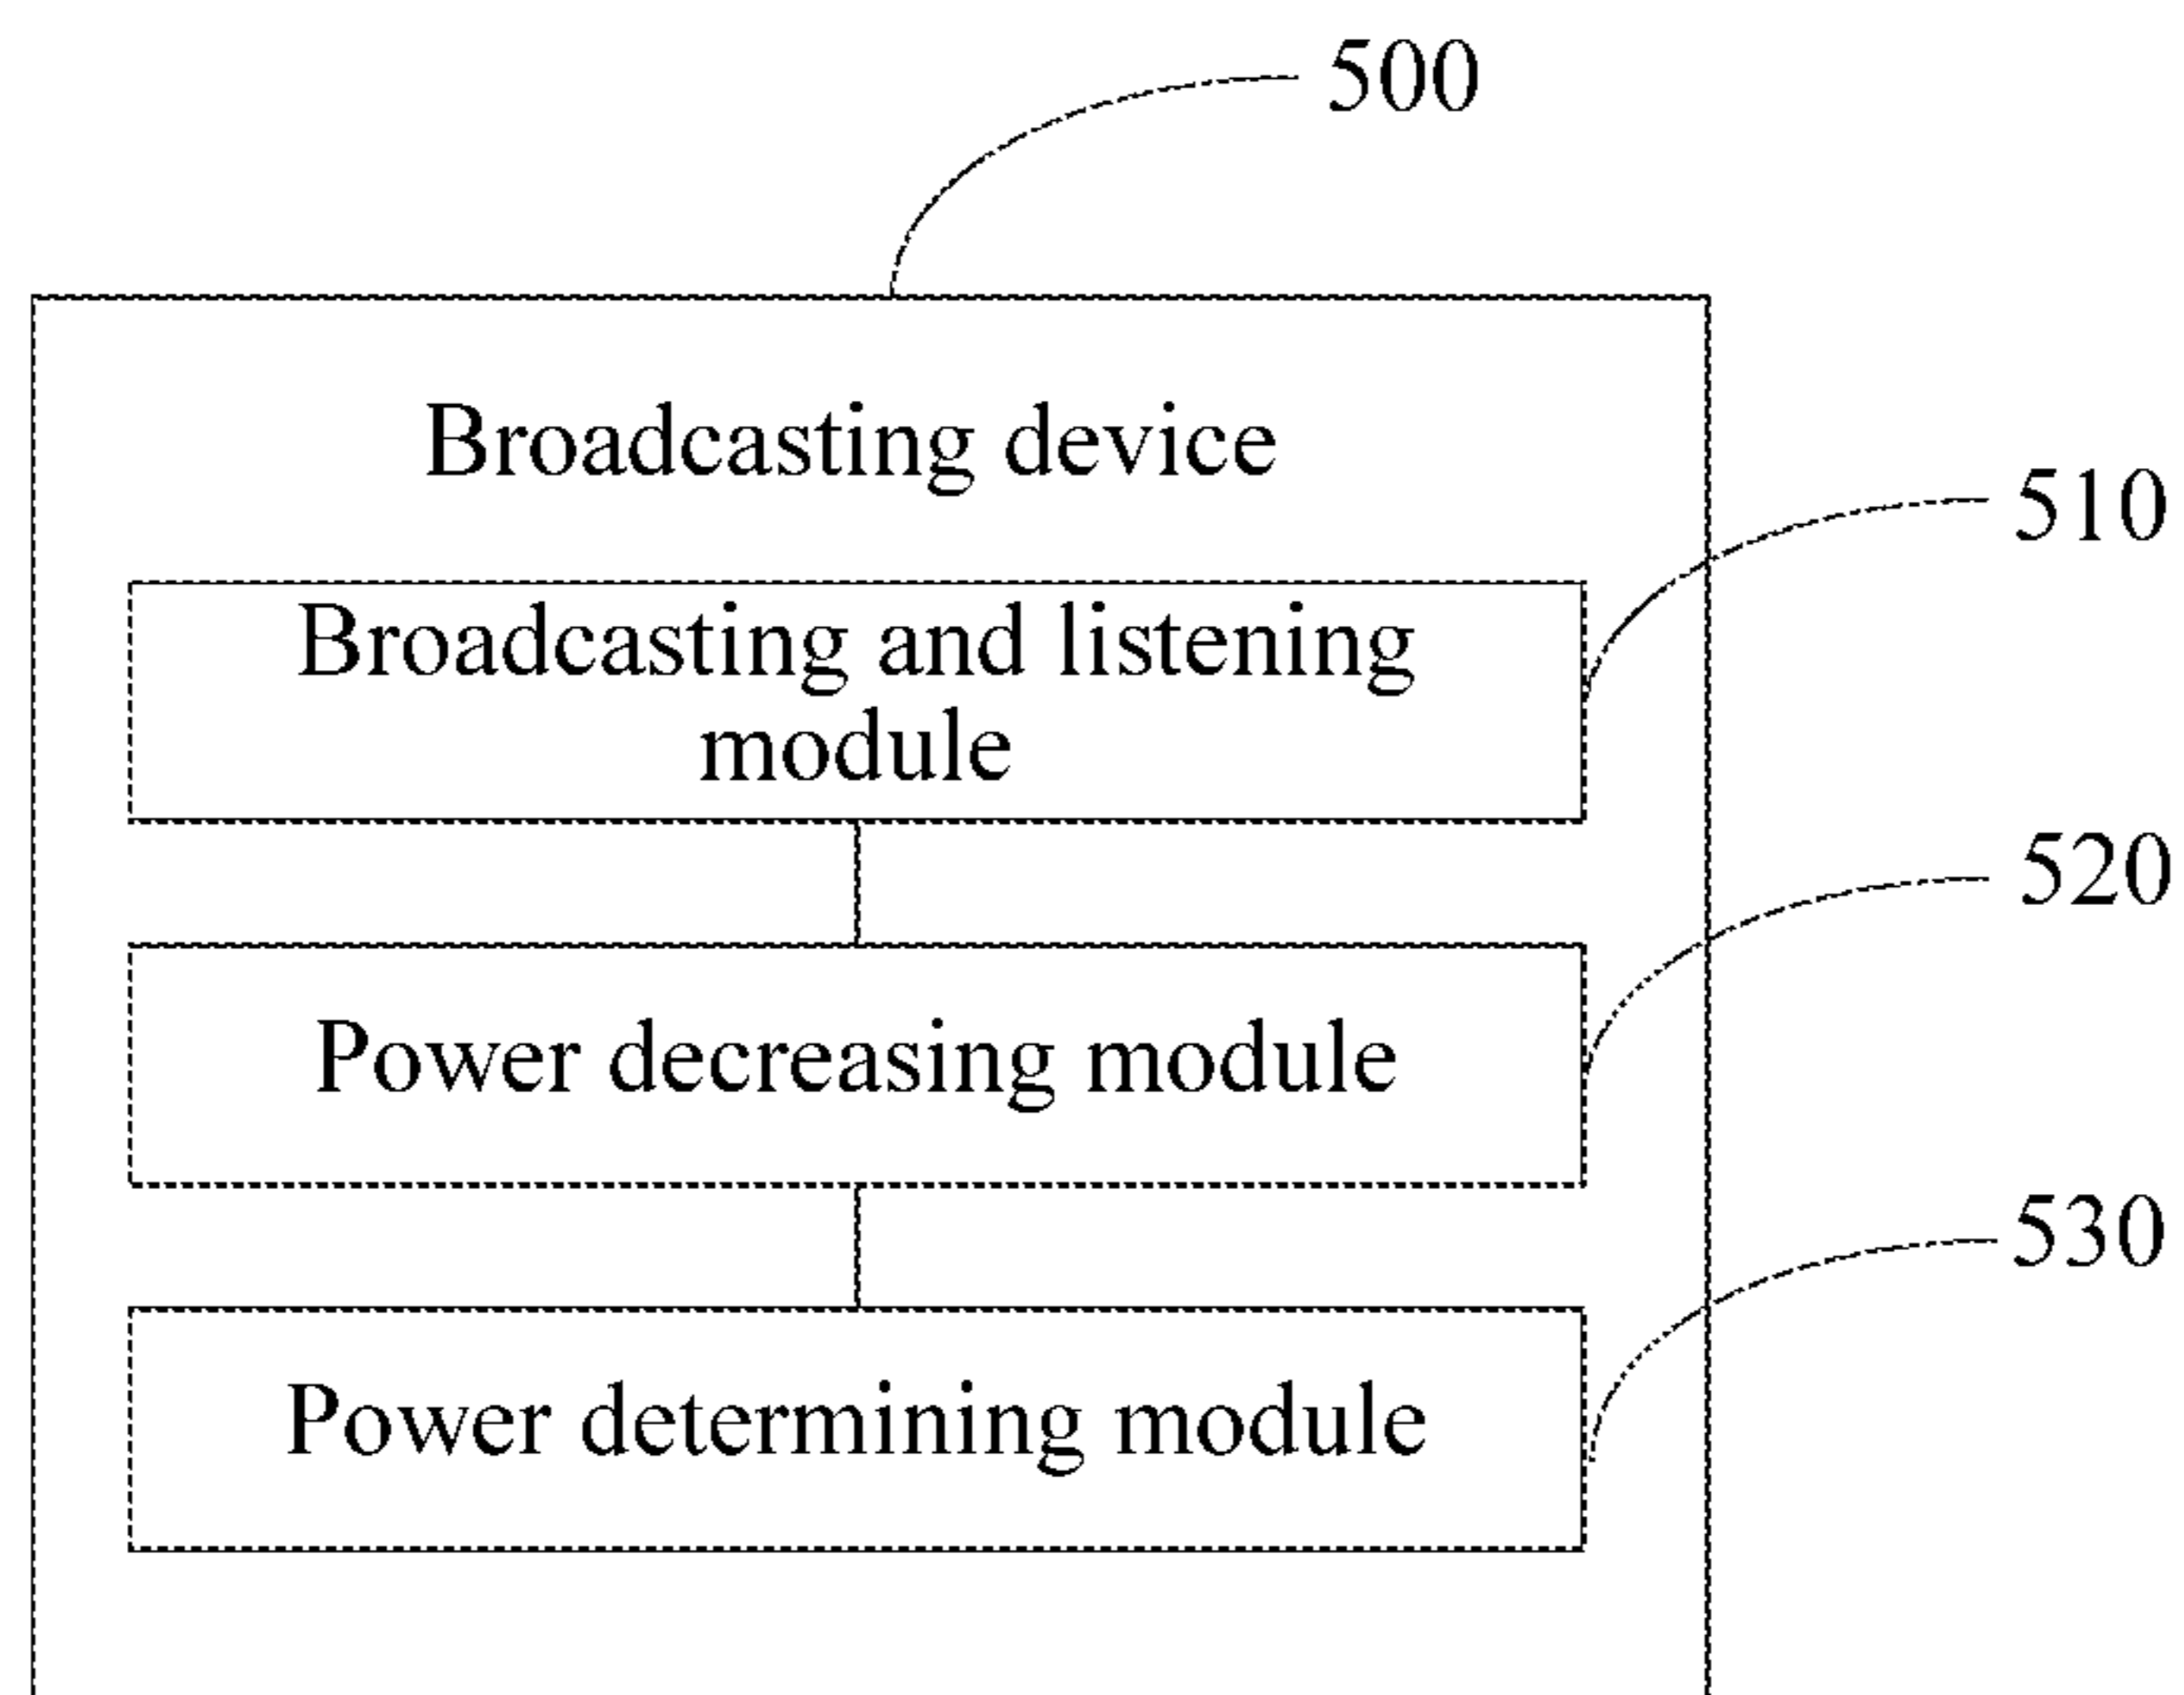 500
Broadcasting device
510
Broadcasting and listening
module
520
Power decreasing module
530
Power determining module